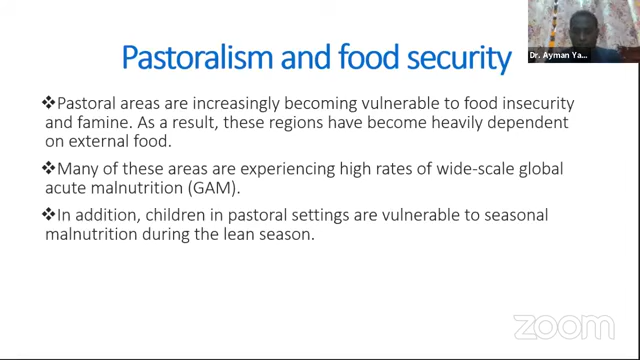 Dr. Ayman Ya...
Pastoralism and food security
❖Pastoral areas are increasingly becoming vulnerable to food insecurity
and famine. As a result, these regions have become heavily dependent
on external food.
❖Many of these areas are experiencing high rates of wide-scale global
acute malnutrition (GAM).
❖In addition, children in pastoral settings are vulnerable to seasonal
malnutrition during the lean season.
zoom